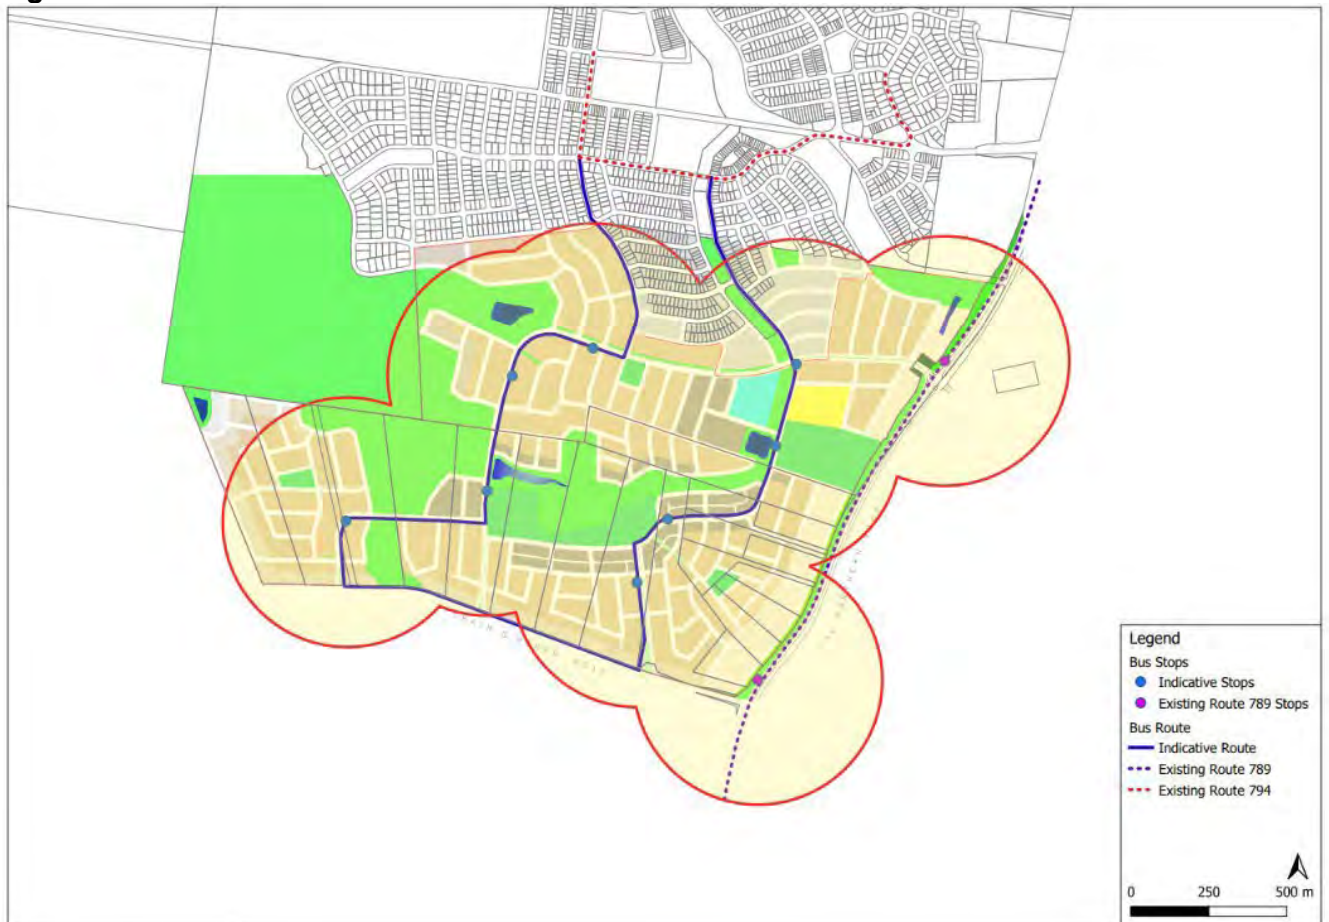 Legend
Bus Stops
Indicative Stops
Existing Route 789 Stops
Bus Route
Indicative Route
Existing Route 789
Existing Route 794
0 250 500 m